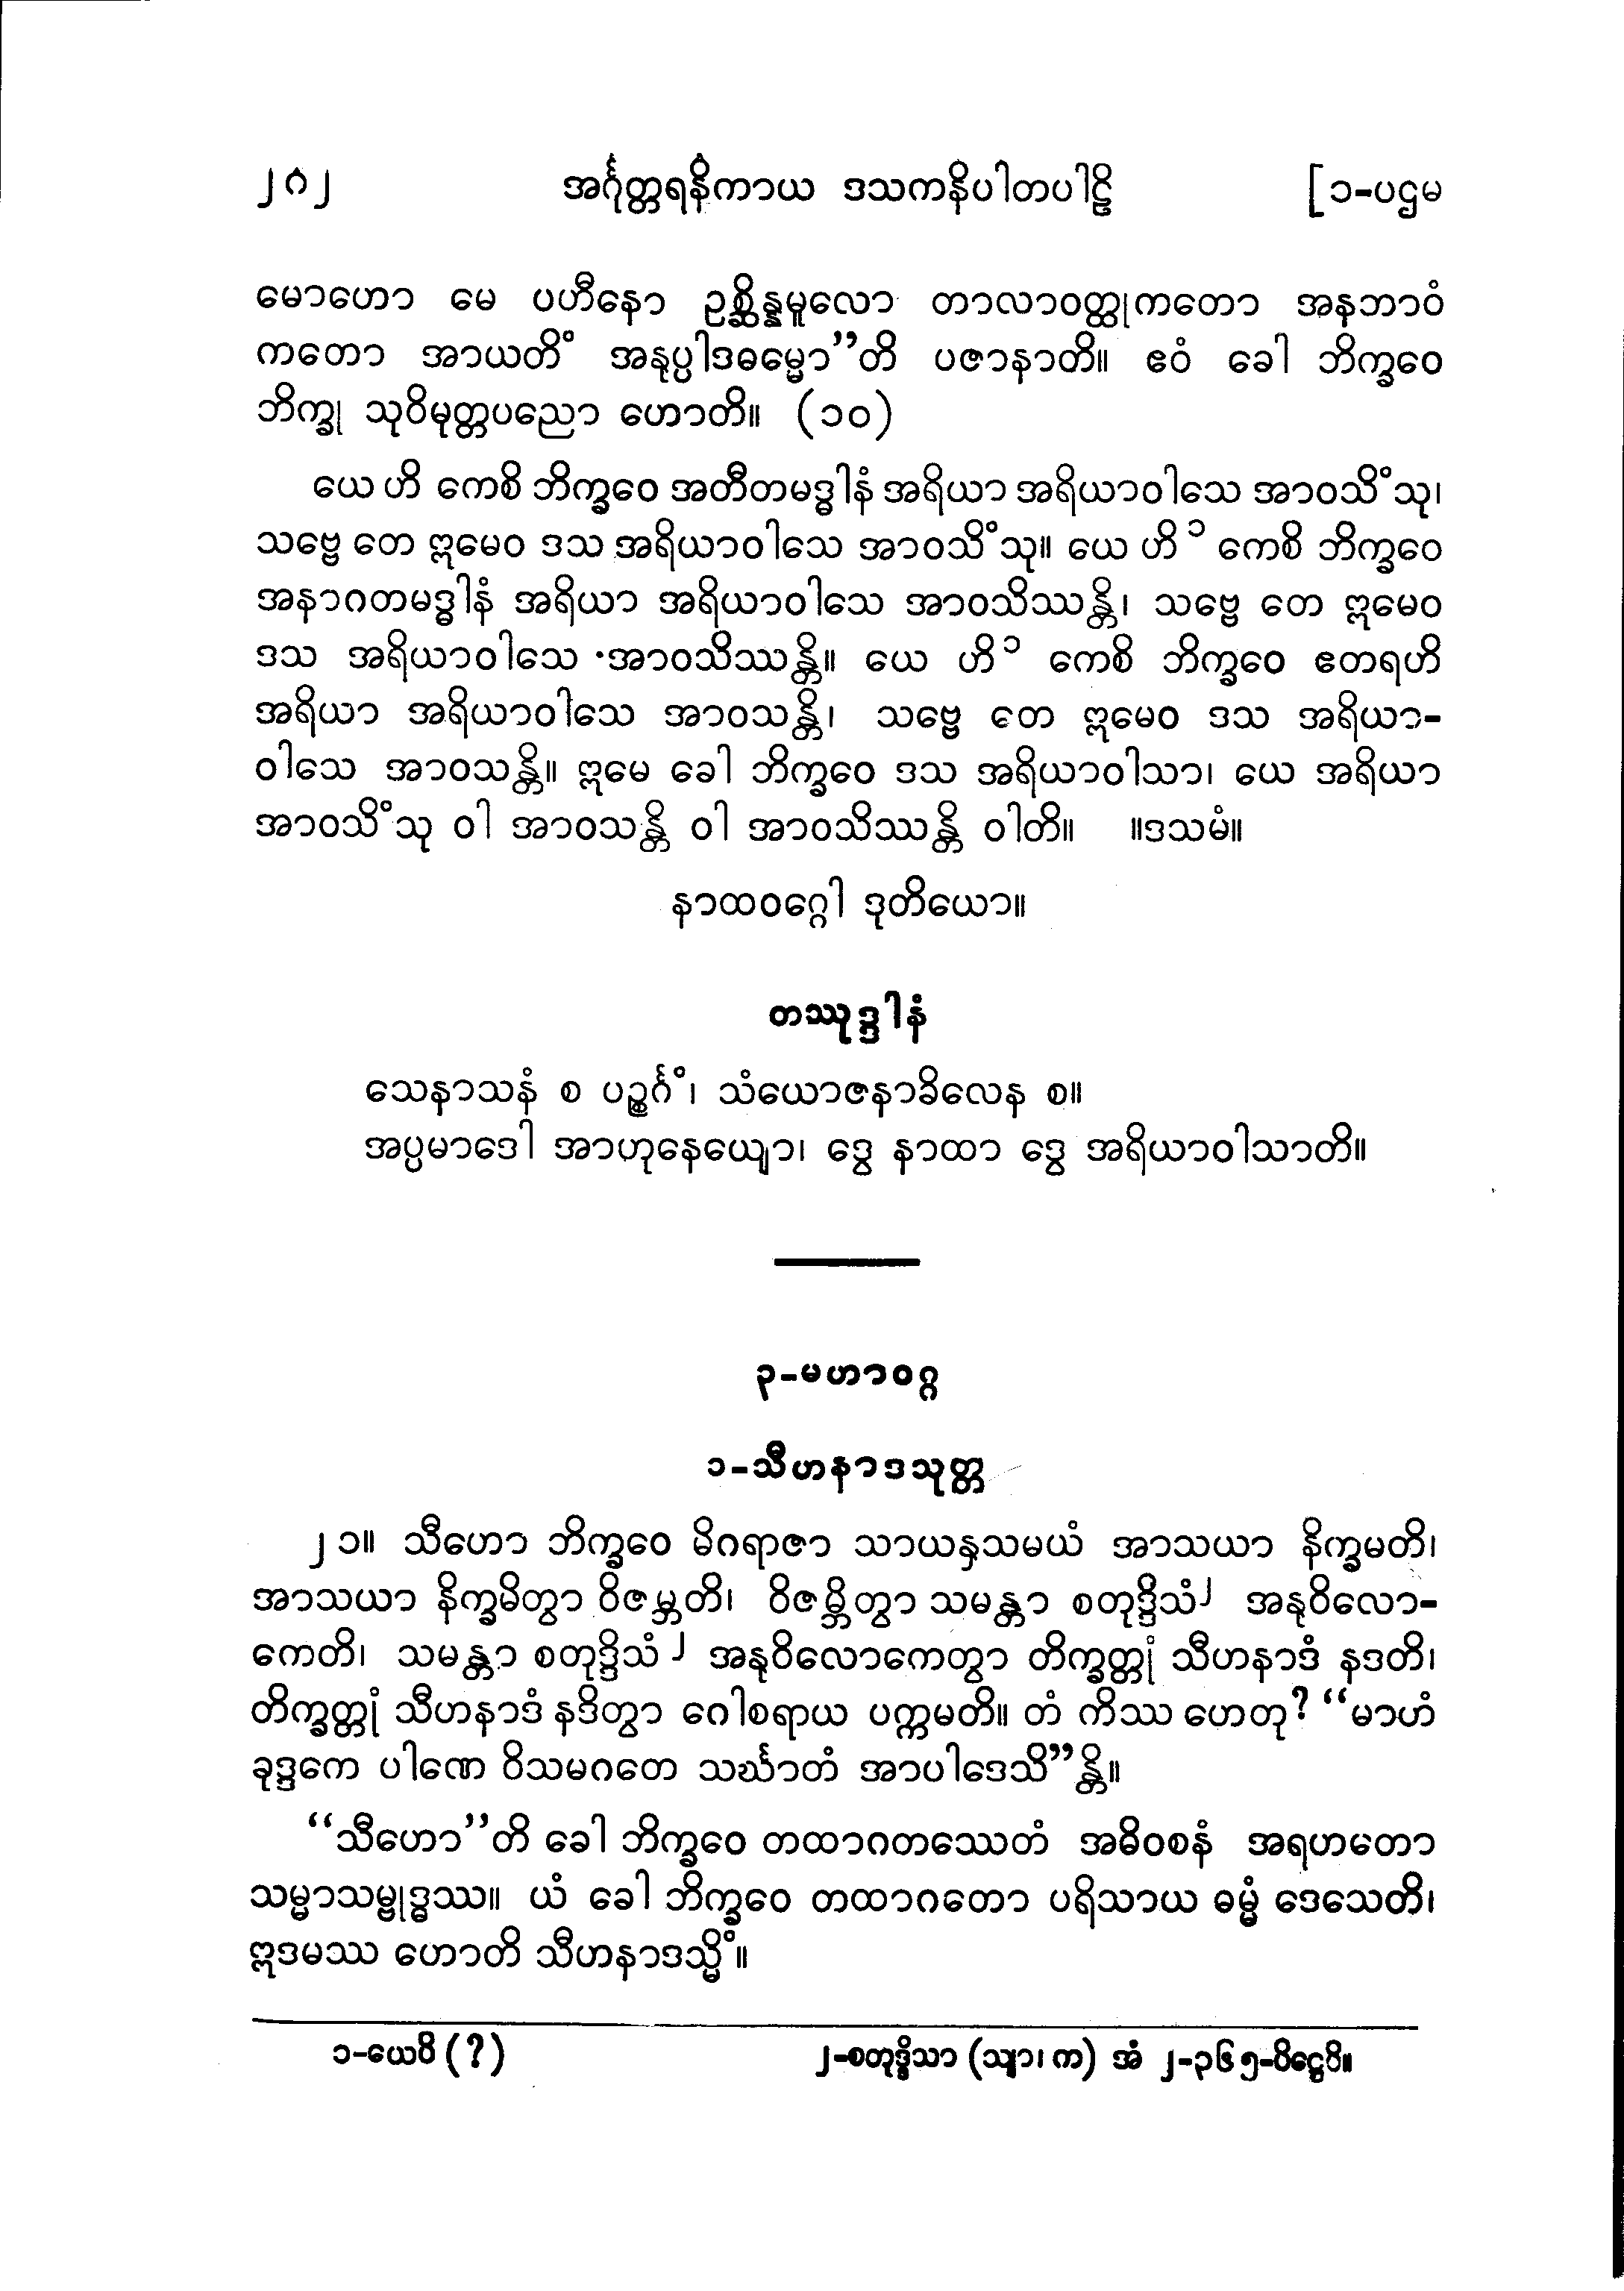 ၂၈၂ အင်္ဂုတ္တရနိကာယ ဒသကနိပါတပါဠိ [၁-ပဌမ
မောဟော မေ ပဟီနော ဥစ္ဆိန္နမူလော တာလာဝတ္ထုကတော အနဘာဝံ
ကတော အာယတိံ အနုပ္ပါဒဓမ္မော”တိ ပဇာနာတိ။ ဧဝံ ခေါ ဘိက္ခဝေ
ဘိက္ခု သုဝိမုတ္တပညော ဟောတိ။ (၁၀)
ယေ ဟိ ကေစိ ဘိက္ခဝေ အတီတမဒ္ဓါနံ အရိယာ အရိယာဝါသေ အာဝသိံသု၊
သဗ္ဗေ တေ ဣမေဝ ဒသ အရိယာဝါသေ အာဝသိံသု။ ယေ ဟိ ၁ ကေစိ ဘိက္ခဝေ
အနာဂတမဒ္ဓါနံ အရိယာ အရိယာဝါသေ အာဝသိဿန္တိ၊ သဗ္ဗေ တေ ဣမေဝ
ဒသ အရိယာဝါသေ အာဝသိဿန္တိ။ ယေ ဟိ ၁ ကေစိ ဘိက္ခဝေ ဧတရဟိ
အရိယာ အရိယာဝါသေ အာဝသန္တိ၊ သဗ္ဗေ တေ ဣမေဝ ဒသ အရိယာ-
ဝါသေ အာဝသန္တိ။ ဣမေ ခေါ ဘိက္ခဝေ ဒသ အရိယာဝါသာ၊ ယေ အရိယာ
အာဝသိံသု ဝါ အာဝသန္တိ ဝါ အာဝသိဿန္တိ ဝါတိ။ ။ဒသမံ။
နာထဝဂ္ဂေါ ဒုတိယော။
တဿုဒ္ဒါနံ
သေနာသနံ စ ပဉ္စင်္ဂံ၊ သံယောဇနာခိလေန စ။
အပ္ပမာဒေါ အာဟုနေယျော၊ ဒွေ နာထာ ဒွေ အရိယာဝါသာတိ။
၃-မဟာဝဂ္ဂ
၁-သီဟနာဒသုတ္တ
၂၁။ သီဟော ဘိက္ခဝေ မိဂရာဇာ သာယနှသမယံ အာသယာ နိက္ခမတိ၊
အာသယာ နိက္ခမိတွာ ဝိဇမ္ဘတိ၊ ဝိဇမ္ဘိတွာ သမန္တာ စတုဒ္ဒိသံ၂ အနုဝိလော-
ကေတိ၊ သမန္တာ စတုဒ္ဒိသံ ၂ အနုဝိလောကေတွာ တိက္ခတ္တုံ သီဟနာဒံ နဒတိ၊
တိက္ခတ္တုံ သီဟနာဒံ နဒိတွာ ဂေါစရာယ ပက္ကမတိ။ တံ ကိဿ ဟေတု? “မာဟံ
ခုဒ္ဒကေ ပါဏေ ဝိသမဂတေ သင်္ဃာတံ အာပါဒေသိ”န္တိ။
“သီဟော”တိ ခေါ ဘိက္ခဝေ တထာဂတဿေတံ အဓိဝစနံ အရဟတော
သမ္မာသမ္ဗုဒ္ဓဿ။ ယံ ခေါ ဘိက္ခဝေ တထာဂတော ပရိသာယ ဓမ္မံ ဒေသေတိ၊
ဣဒမဿ ဟောတိ သီဟနာဒသ္မိံ။
၁-ယေပိ (?) ၂-စတုဒ္ဒိသာ (သျာ၊ က) အံ ၂-၃၆၅-ပိဋ္ဌေပိ။